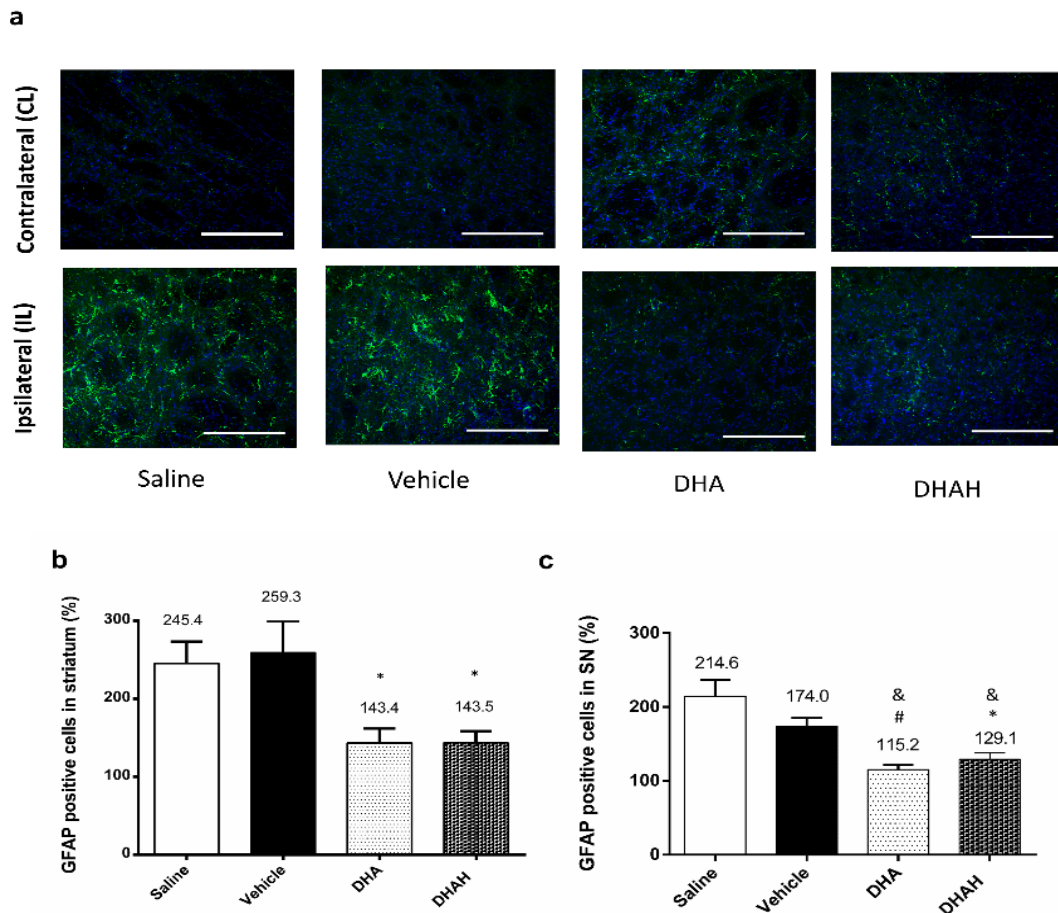 a
Contralateral (CL)
Ipsilateral (IL)
Saline
Vehicle
DHA
DHAH
b
GFAP positive cells in striatum (%)
300
200
100
0
245.4
259.3
*
143.4
*
143.5
Saline
Vehicle
DHA
DHAH
c
GFAP positive cells in SN (%)
300
200
100
0
214.6
174.0
&
#
115.2
&
*
129.1
Saline
Vehicle
DHA
DHAH